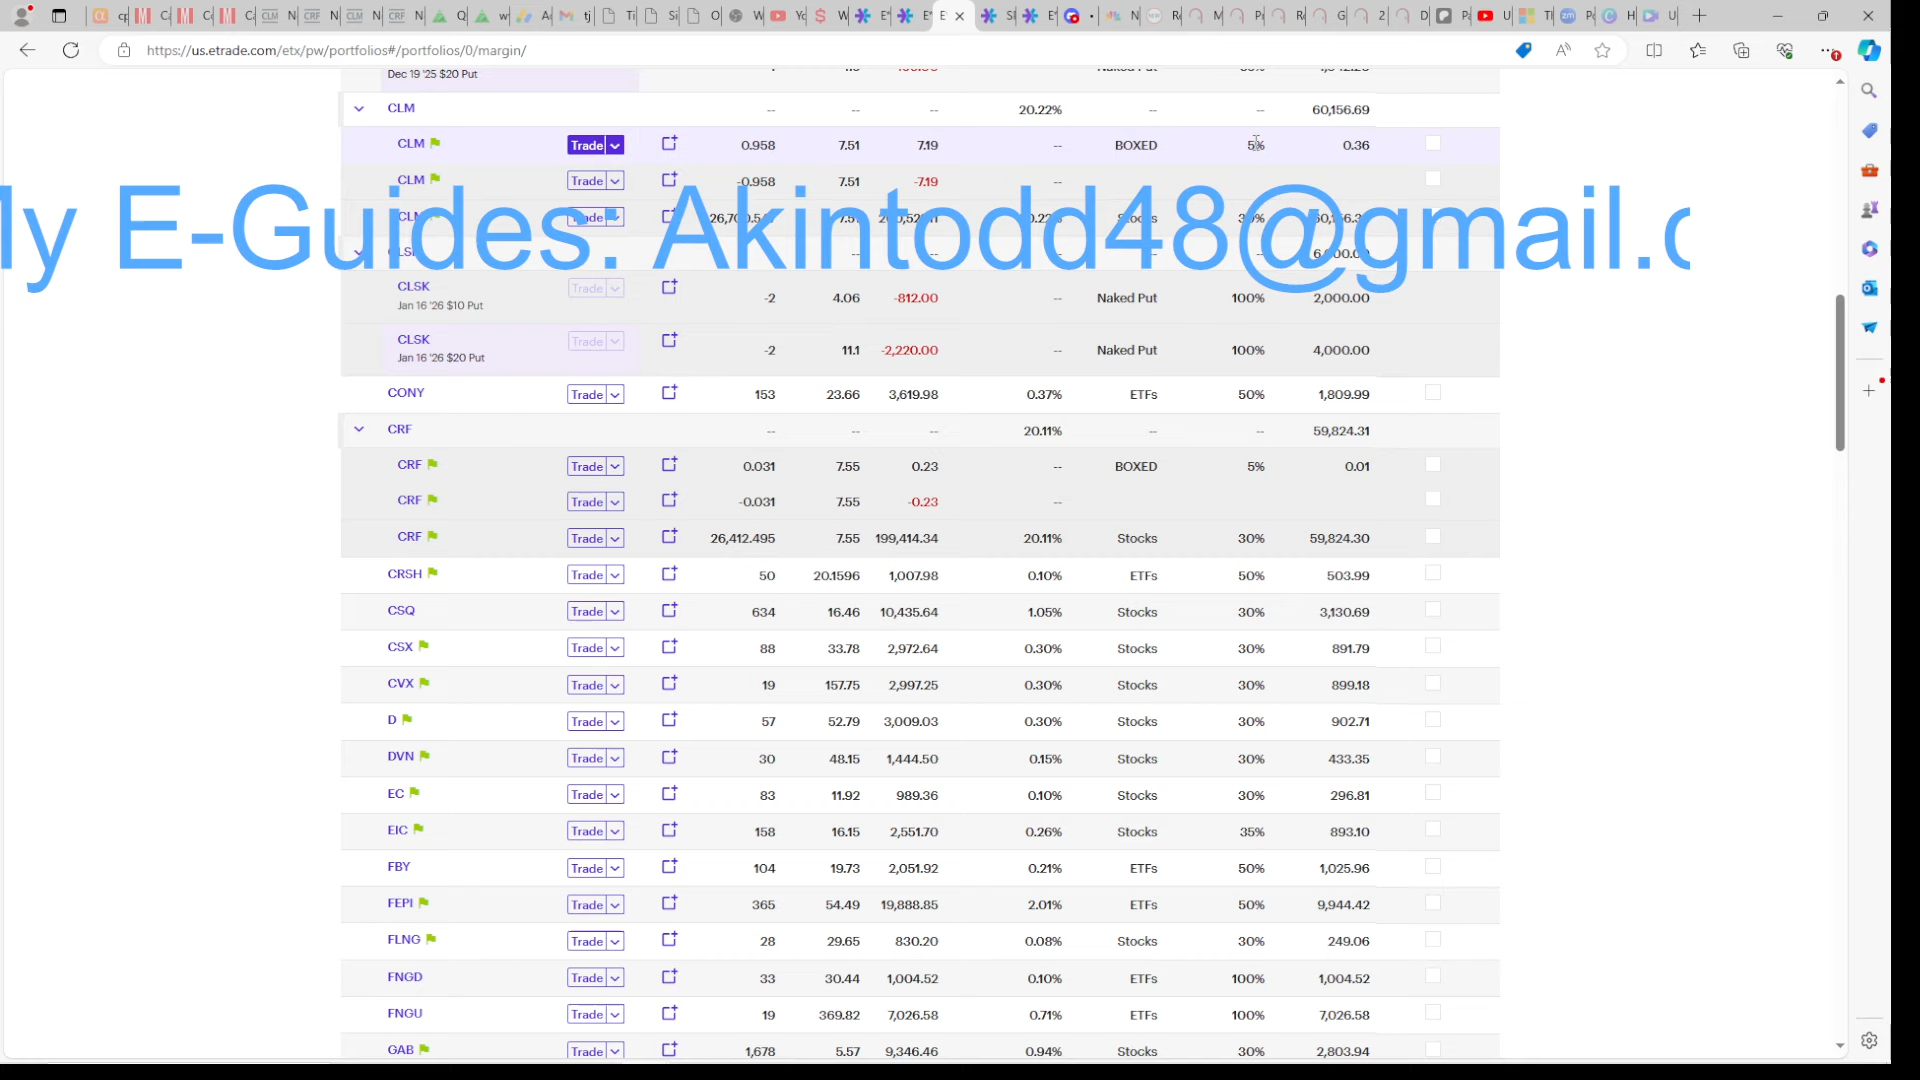 https://us.etrade.com/etx/pw/portfolios#/portfolios/0/margin/
Dec 19 '25 $20 Put
CLM -- -- -- 20.22% -- -- 60,156.69
CLM Trade 0.958 7.51 7.19 -- BOXED 5% 0.36
CLM Trade -0.958 7.51 -7.19 --
My E-Guides: Akintodd48@gmail.c
CLSK
Jan 16 '26 $10 Put
Trade -2 4.06 -812.00 -- Naked Put 100% 2,000.00
CLSK
Jan 16 '26 $20 Put
Trade -2 11.1 -2,220.00 -- Naked Put 100% 4,000.00
CONY Trade 153 23.66 3,619.98 0.37% ETFs 50% 1,809.99
CRF -- -- -- 20.11% -- -- 59,824.31
CRF Trade 0.031 7.55 0.23 -- BOXED 5% 0.01
CRF Trade -0.031 7.55 -0.23 --
CRF Trade 26,412.495 7.55 199,414.34 20.11% Stocks 30% 59,824.30
CRSH Trade 50 20.1596 1,007.98 0.10% ETFs 50% 503.99
CSQ Trade 634 16.46 10,435.64 1.05% Stocks 30% 3,130.69
CSX Trade 88 33.78 2,972.64 0.30% Stocks 30% 891.79
CVX Trade 19 157.75 2,997.25 0.30% Stocks 30% 899.18
D Trade 57 52.79 3,009.03 0.30% Stocks 30% 902.71
DVN Trade 30 48.15 1,444.50 0.15% Stocks 30% 433.35
EC Trade 83 11.92 989.36 0.10% Stocks 30% 296.81
EIC Trade 158 16.15 2,551.70 0.26% Stocks 35% 893.10
FBY Trade 104 19.73 2,051.92 0.21% ETFs 50% 1,025.96
FEPI Trade 365 54.49 19,888.85 2.01% ETFs 50% 9,944.42
FLNG Trade 28 29.65 830.20 0.08% Stocks 30% 249.06
FNGD Trade 33 30.44 1,004.52 0.10% ETFs 100% 1,004.52
FNGU Trade 19 369.82 7,026.58 0.71% ETFs 100% 7,026.58
GAB Trade 1,678 5.57 9,346.46 0.94% Stocks 30% 2,803.94